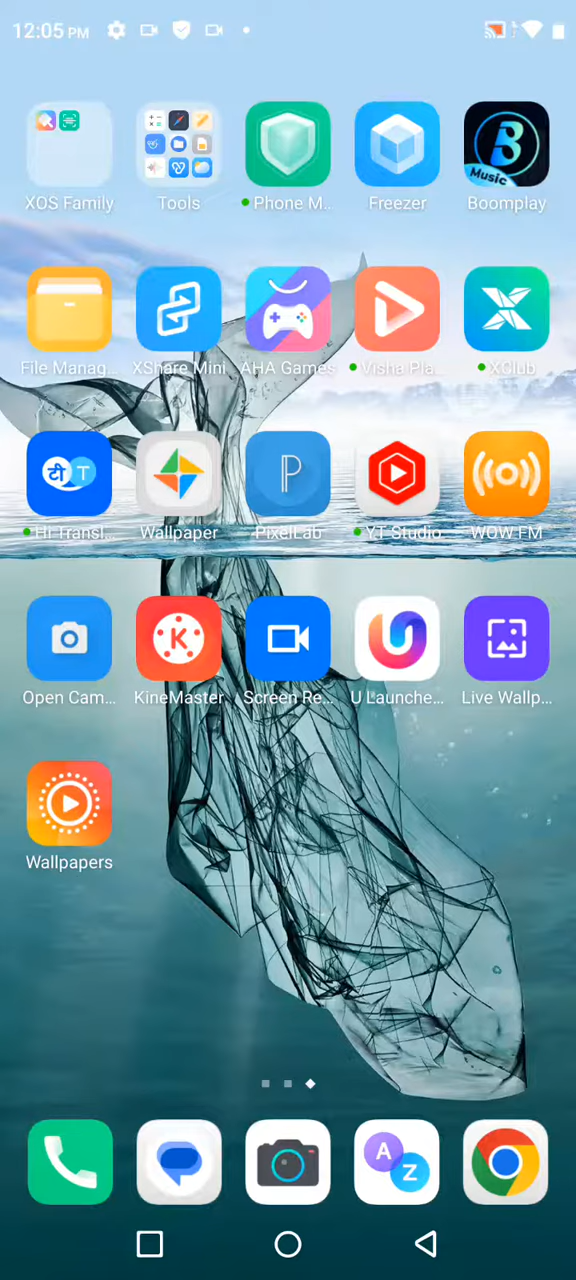 12:05 PM
XOS Family
Tools
Phone M..
Freezer
Boomplay
Music
File Manag...
XShare Mini
AHA Games
Visha Pla..
XClub
टी T
Hi Transl...
Wallpaper
PixelLab
YT Studio
WOW FM
Open Cam...
KineMaster
Screen Re...
U Launche...
Live Wallp...
Wallpapers
A
Z